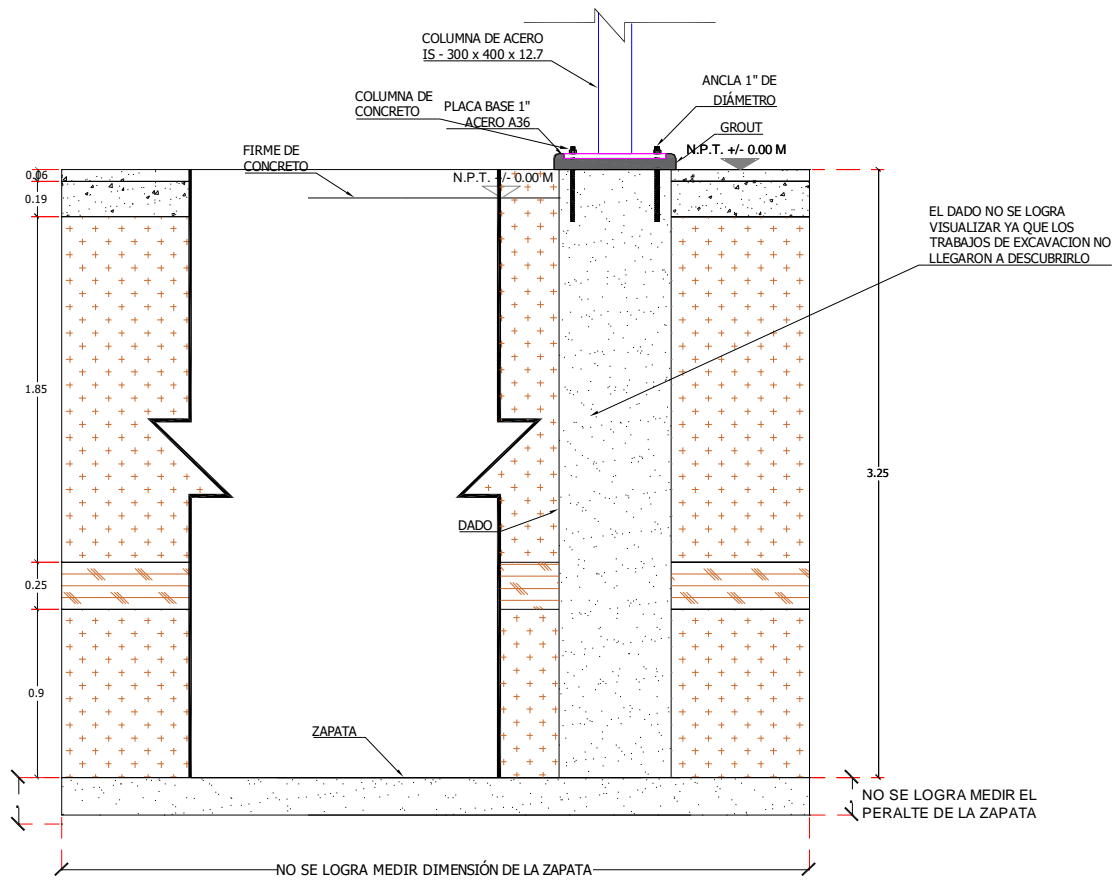 COLUMNA DE ACERO
IS - 300 x 400 x 12.7
ANCLA 1" DE
DIÁMETRO
COLUMNA DE
CONCRETO
PLACA BASE 1"
ACERO A36
GROUT
FIRME DE
CONCRETO
N.P.T. +/- 0.00 M
N.P.T. +/- 0.00 M
0.06
0.19
EL DADO NO SE LOGRA
VISUALIZAR YA QUE LOS
TRABAJOS DE EXCAVACION NO
LLEGARON A DESCUBRIRLO
1.85
3.25
DADO
0.25
0.9
ZAPATA
NO SE LOGRA MEDIR EL
PERALTE DE LA ZAPATA
NO SE LOGRA MEDIR DIMENSIÓN DE LA ZAPATA